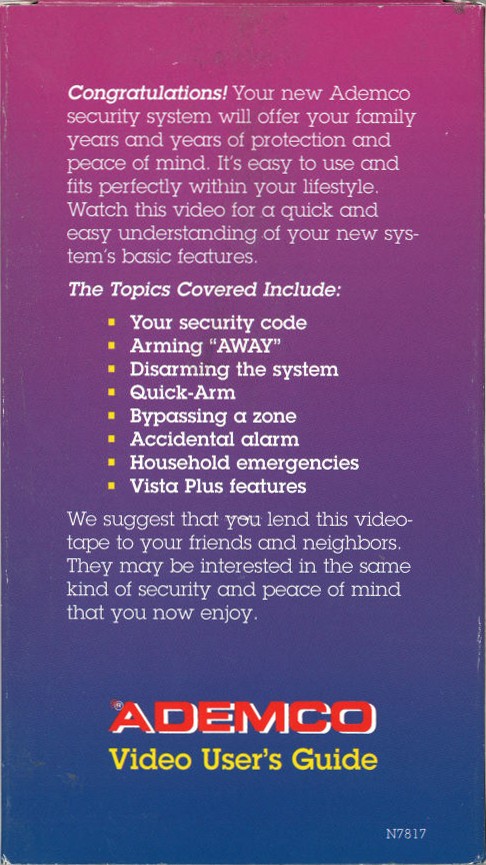 Congratulations! Your new Ademco
security system will offer your family
years and years of protection and
peace of mind. It's easy to use and
fits perfectly within your lifestyle.
Watch this video for a quick and
easy understanding of your new sys-
tem's basic features.
The Topics Covered Include:
▪ Your security code
▪ Arming “AWAY”
▪ Disarming the system
▪ Quick-Arm
▪ Bypassing a zone
▪ Accidental alarm
▪ Household emergencies
▪ Vista Plus features
We suggest that you lend this video-
tape to your friends and neighbors.
They may be interested in the same
kind of security and peace of mind
that you now enjoy.
®ADEMCO
Video User's Guide
N7817